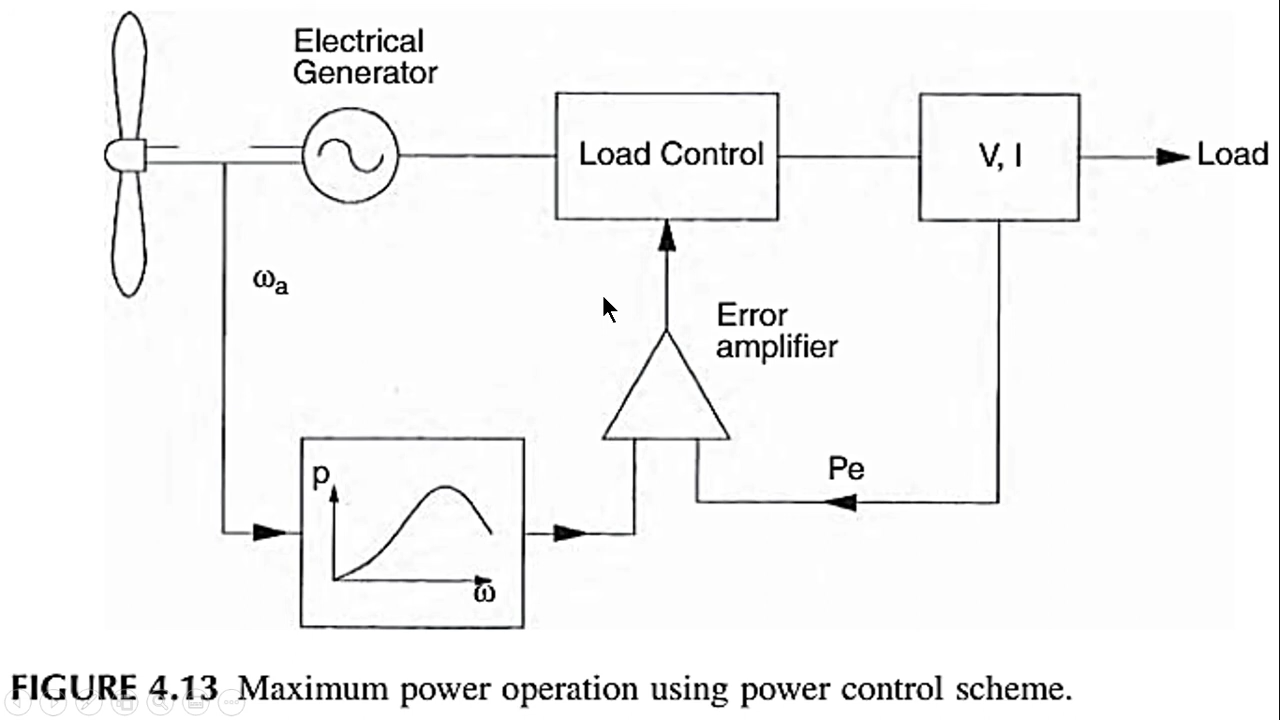 Electrical
Generator
Load Control
V, I
Load
ωa
Error
amplifier
Pe
p
ω
FIGURE 4.13 Maximum power operation using power control scheme.